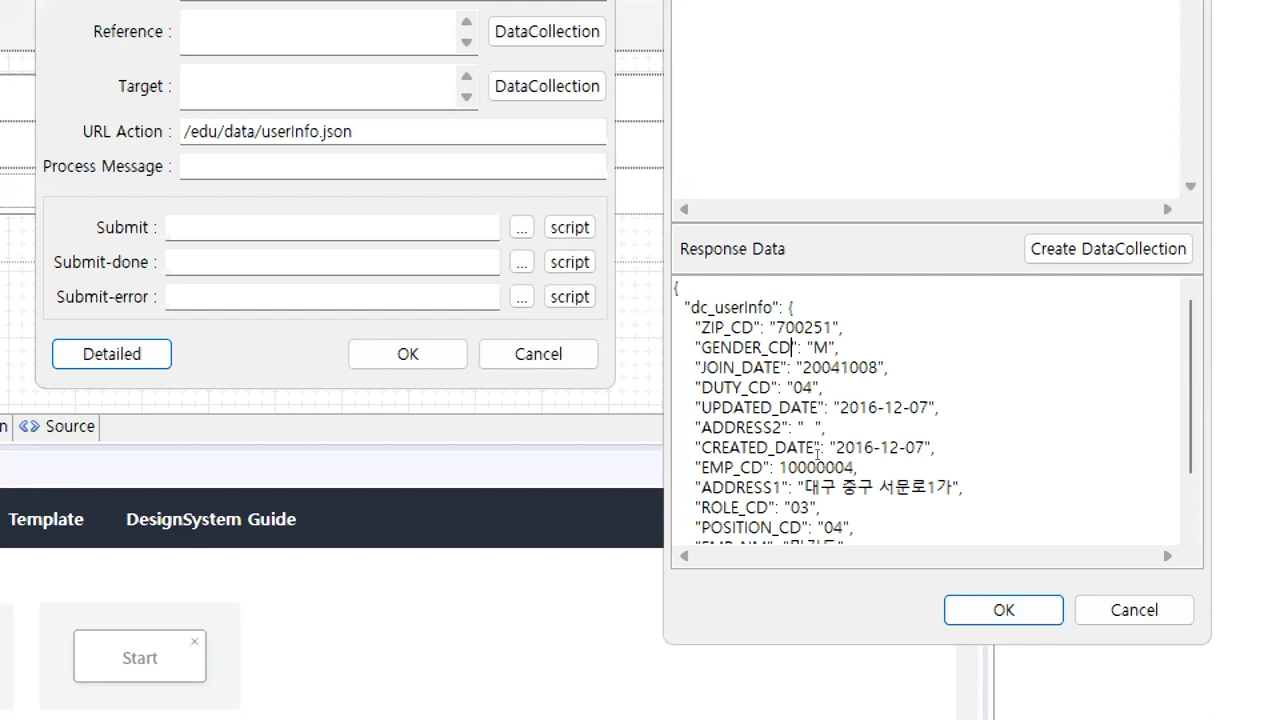 Reference :
DataCollection
Target :
DataCollection
URL Action : /edu/data/userInfo.json
Process Message :
Submit : ... script
Submit-done : ... script
Submit-error : ... script
Detailed OK Cancel
Source
Template DesignSystem Guide
Start
Response Data Create DataCollection
{
"dc_userInfo": {
"ZIP_CD": "700251",
"GENDER_CD": "M",
"JOIN_DATE": "20041008",
"DUTY_CD": "04",
"UPDATED_DATE": "2016-12-07",
"ADDRESS2": "  ",
"CREATED_DATE": "2016-12-07",
"EMP_CD": 10000004,
"ADDRESS1": "대구 중구 서문로1가",
"ROLE_CD": "03",
"POSITION_CD": "04",
OK Cancel